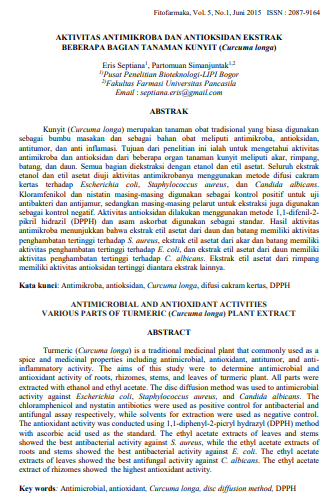 Fitofarmaka, Vol. 5, No.1, Juni 2015 ISSN : 2087-9164
AKTIVITAS ANTIMIKROBA DAN ANTIOKSIDAN EKSTRAK
BEBERAPA BAGIAN TANAMAN KUNYIT (Curcuma longa)
Eris Septiana¹, Partomuan Simanjuntak¹,²
¹⁾Pusat Penelitian Bioteknologi-LIPI Bogor
²⁾Fakultas Farmasi Universitas Pancasila
Email : septiana.eris@gmail.com
ABSTRAK
Kunyit (Curcuma longa) merupakan tanaman obat tradisional yang biasa digunakan
sebagai bumbu masakan dan sebagai bahan obat meliputi antimikroba, antioksidan,
antitumor, dan anti inflamasi. Tujuan dari penelitian ini ialah untuk mengetahui aktivitas
antimikroba dan antioksidan dari beberapa organ tanaman kunyit meliputi akar, rimpang,
batang, dan daun. Semua bagian diekstraksi dengan etanol dan etil asetat. Seluruh ekstrak
etanol dan etil asetat diuji aktivitas antimikrobanya menggunakan metode difusi cakram
kertas terhadap Escherichia coli, Staphylococcus aureus, dan Candida albicans.
Kloramfenikol dan nistatin masing-masing digunakan sebagai kontrol positif untuk uji
antibakteri dan antijamur, sedangkan masing-masing pelarut untuk ekstraksi juga digunakan
sebagai kontrol negatif. Aktivitas antioksidan dilakukan menggunakan metode 1,1-difenil-2-
pikril hidrazil (DPPH) dan asam askorbat digunakan sebagai standar. Hasil aktivitas
antimikroba menunjukkan bahwa ekstrak etil asetat dari daun dan batang memiliki aktivitas
penghambatan tertinggi terhadap S. aureus, ekstrak etil asetat dari akar dan batang memiliki
aktivitas penghambatan tertinggi terhadap E. coli, dan ekstrak etil asetat dari daun memiliki
aktivitas penghambatan tertinggi terhadap C. albicans. Ekstrak etil asetat dari rimpang
memiliki aktivitas antioksidan tertinggi diantara ekstrak lainnya.
Kata kunci: Antimikroba, antioksidan, Curcuma longa, difusi cakram kertas, DPPH
ANTIMICROBIAL AND ANTIOXIDANT ACTIVITIES
VARIOUS PARTS OF TURMERIC (Curcuma longa) PLANT EXTRACT
ABSTRACT
Turmeric (Curcuma longa) is a traditional medicinal plant that commonly used as a
spice and medicinal properties including antimicrobial, antioxidant, antitumor, and anti-
inflammatory activity. The aims of this study were to determine antimicrobial and
antioxidant activity of roots, rhizomes, stems, and leaves of turmeric plant. All parts were
extracted with ethanol and ethyl acetate. The disc diffusion method was used to antimicrobial
activity against Escherichia coli, Staphylococcus aureus, and Candida albicans. The
chloramphenicol and nystatin antibiotics were used as positive control for antibacterial and
antifungal assay respectively, while solvents for extraction were used as negative control.
The antioxidant activity was conducted using 1,1-diphenyl-2-picryl hydrazyl (DPPH) method
with ascorbic acid used as the standard. The ethyl acetate extracts of leaves and stems
showed the best antibacterial activity against S. aureus, while the ethyl acetate extracts of
roots and stems showed the best antibacterial activity against E. coli. The ethyl acetate
extracts of leaves showed the best antifungal activity against C. albicans. The ethyl acetate
extract of rhizomes showed the highest antioxidant activity.
Key words: Antimicrobial, antioxidant, Curcuma longa, disc diffusion method, DPPH